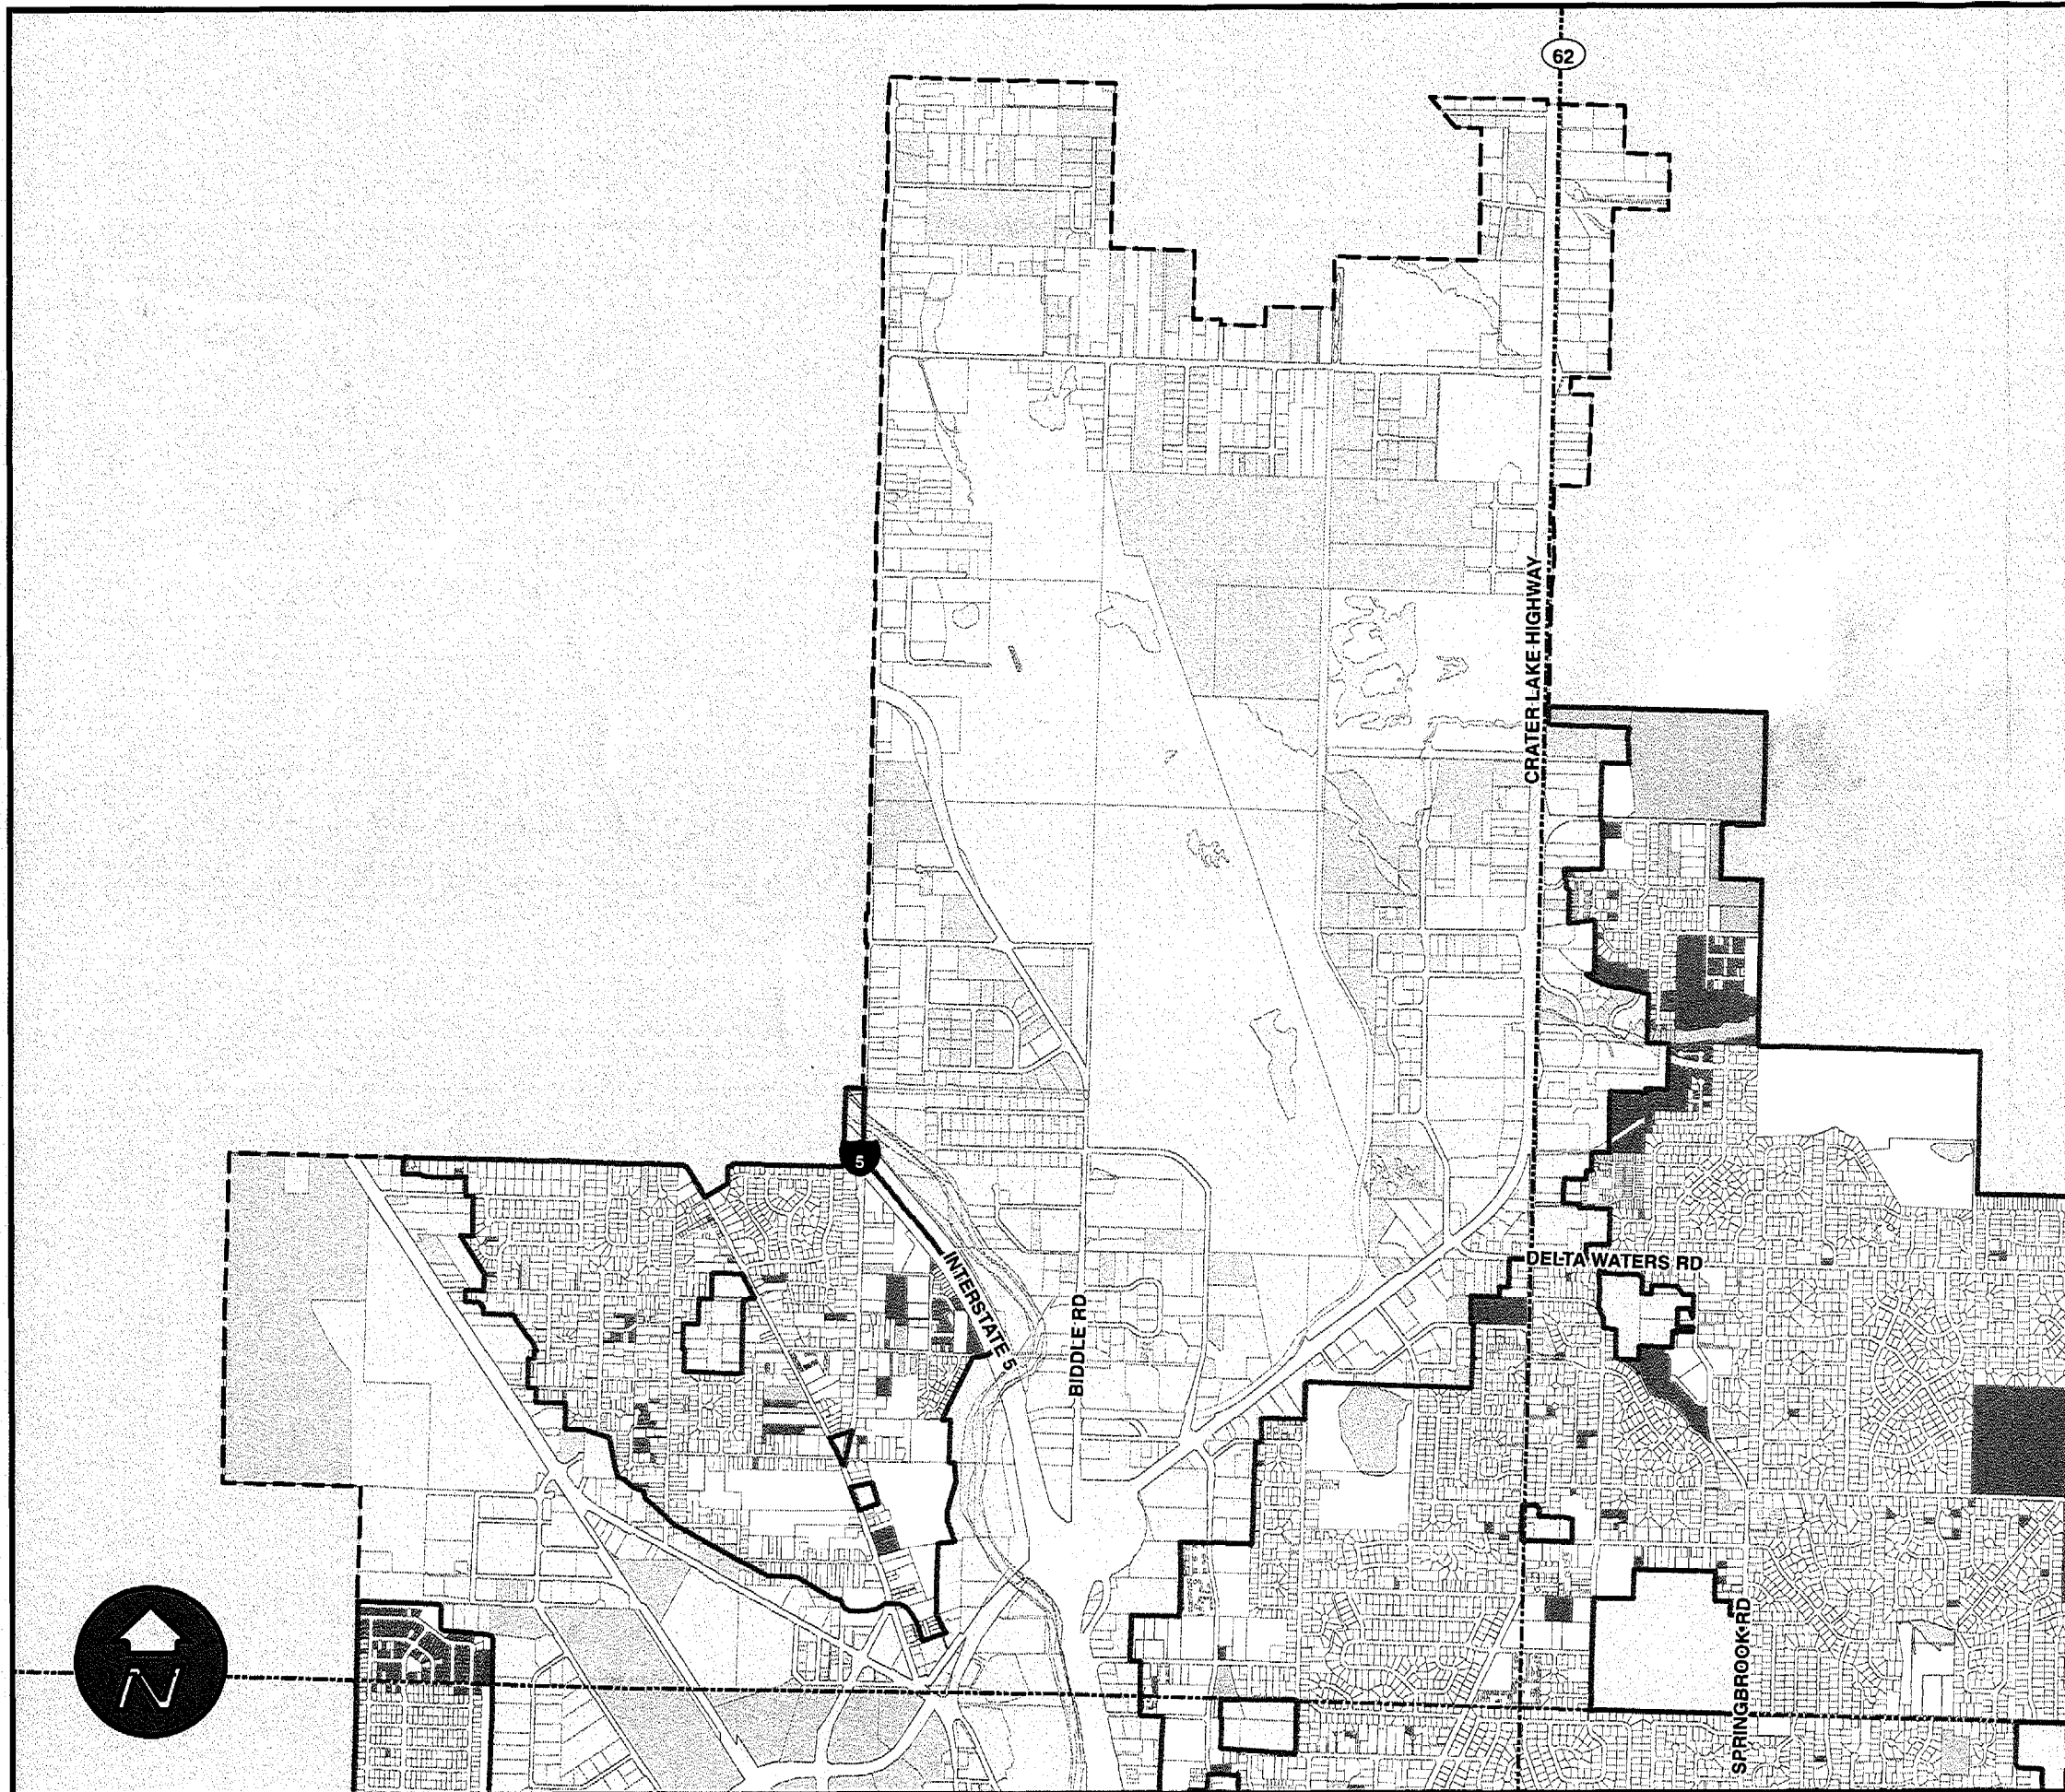 62
CRATER LAKE HIGHWAY
5
INTERSTATE 5
BIDDLE RD
DELTA WATERS RD
SPRINGBROOK RD
N